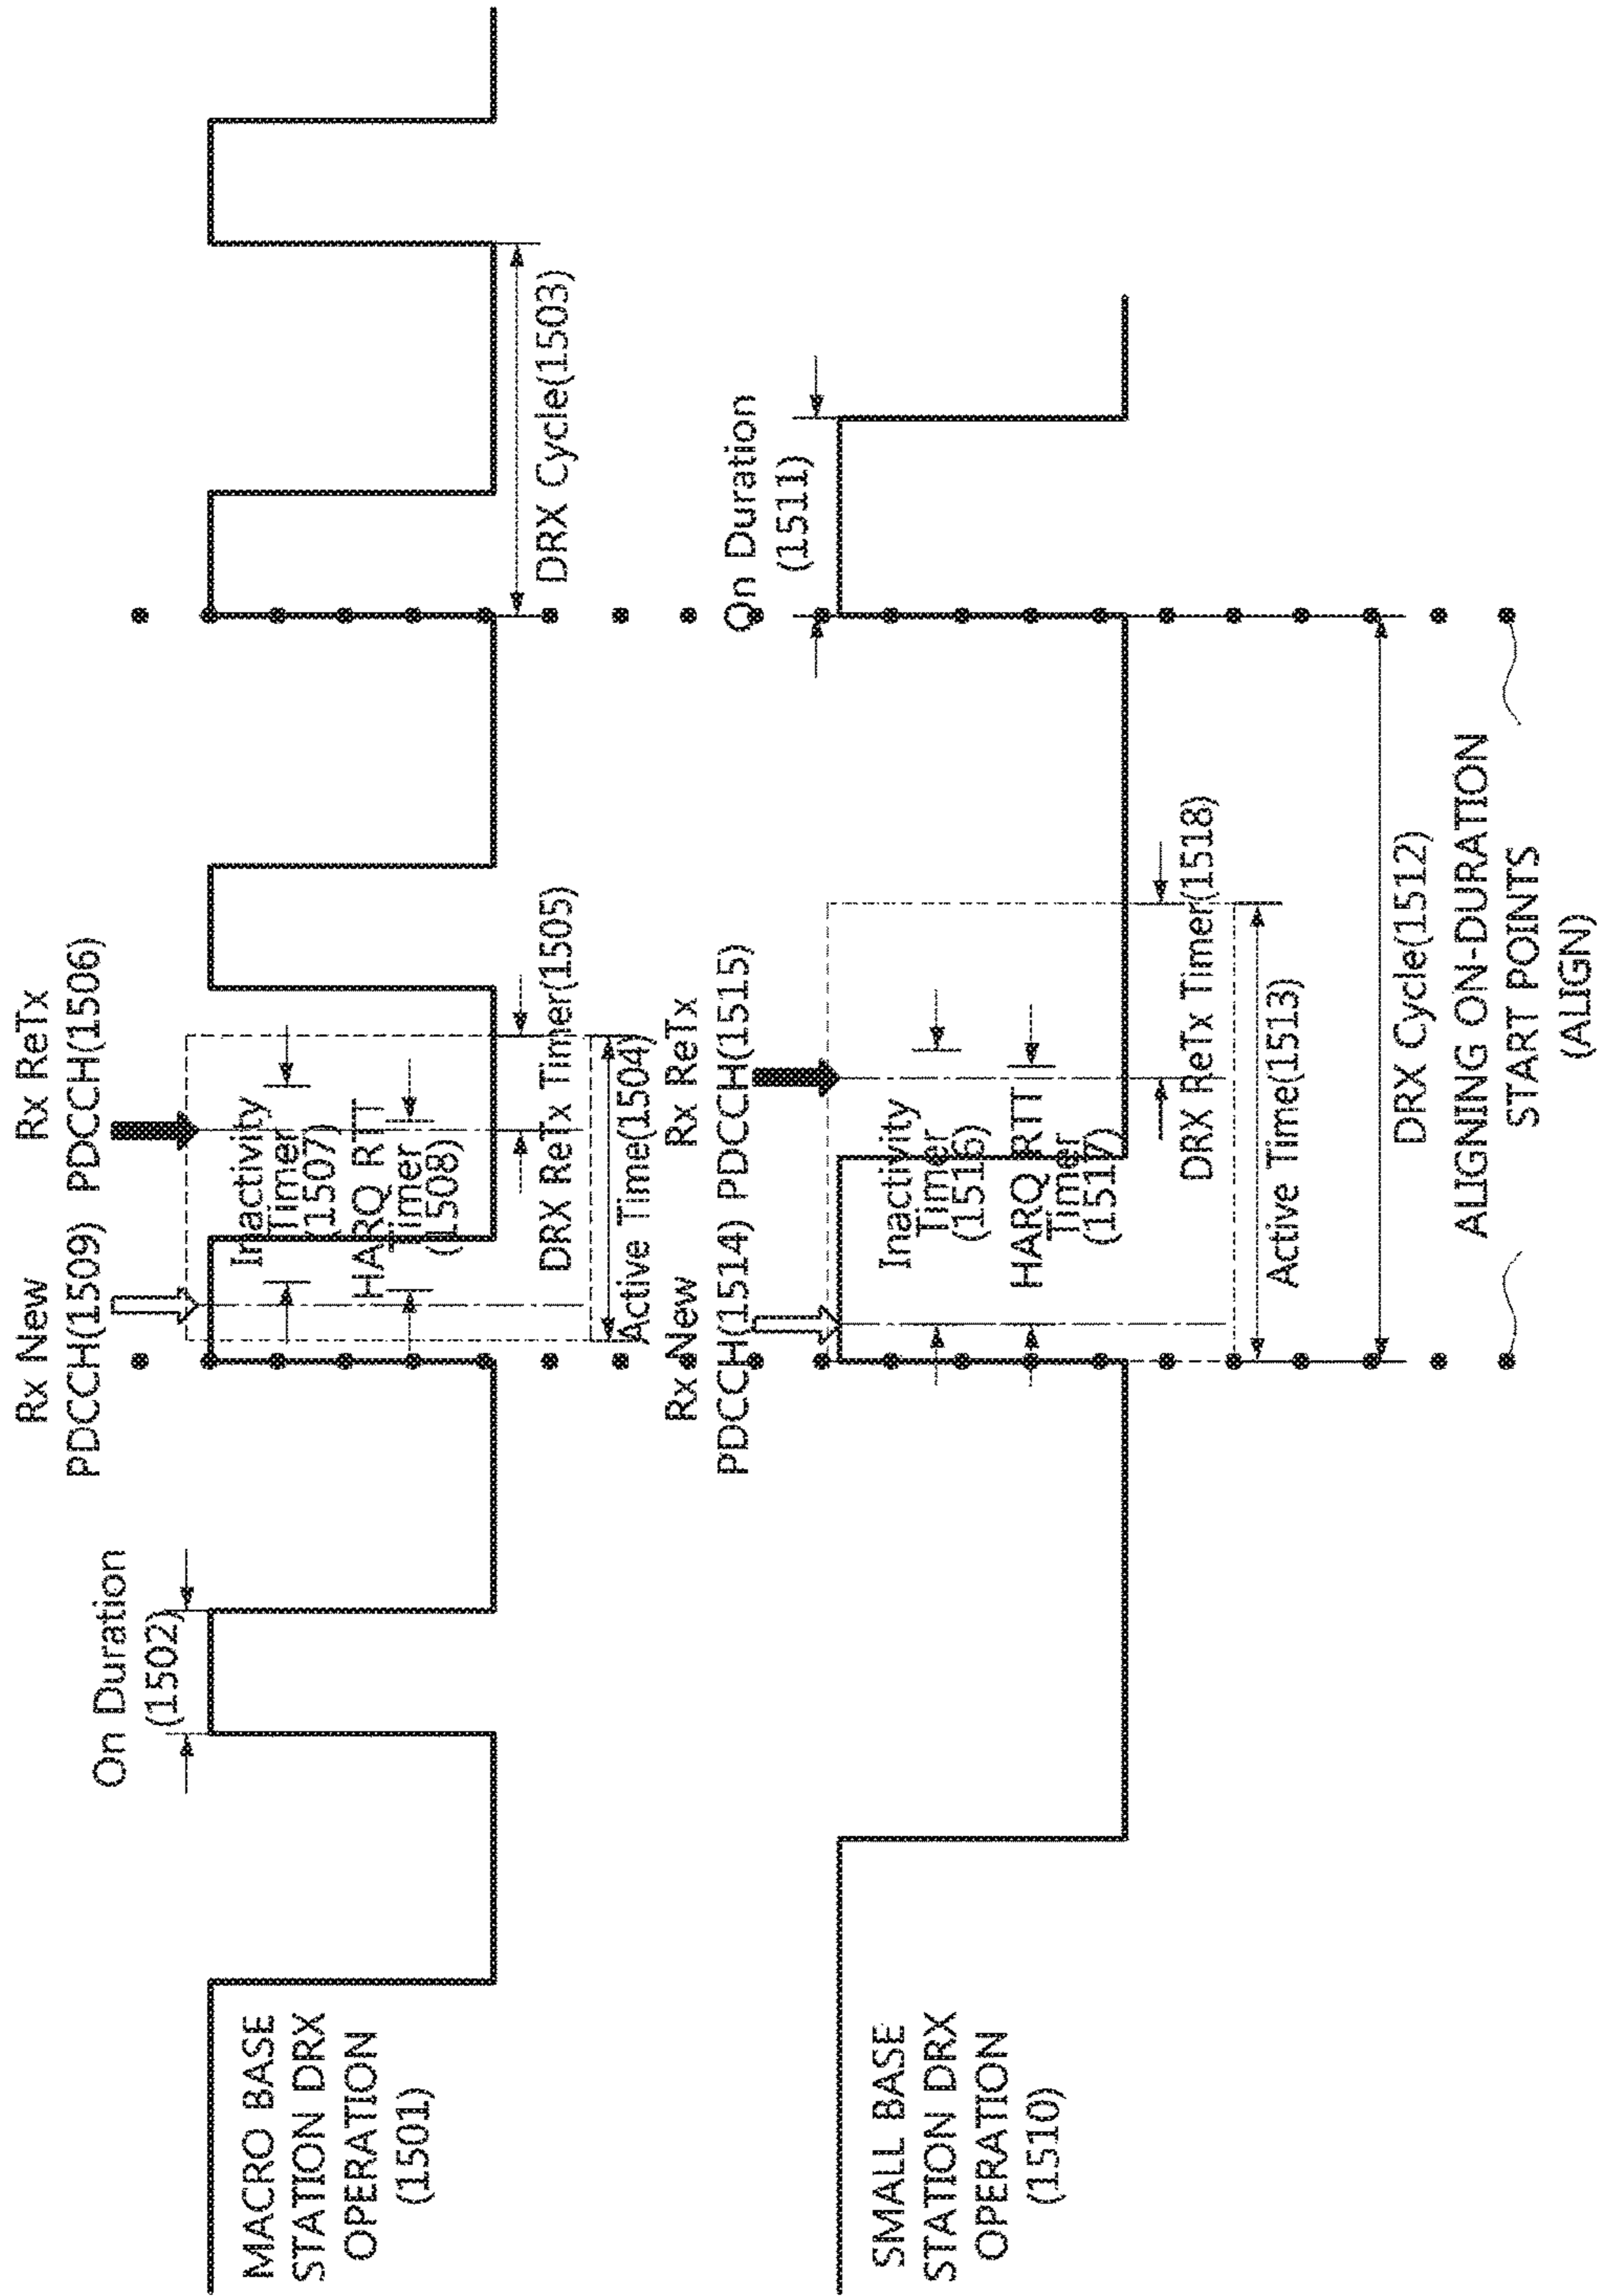 Rx New
PDCCH(1509)
Rx ReTx
PDCCH(1506)
On Duration
(1502)
MACRO BASE
STATION DRX
OPERATION
(1501)
Inactivity
Timer
(1507)
HARQ RTT
Timer
(1508)
DRX ReTx Timer(1505)
Active Time(1504)
DRX Cycle(1503)
Rx New
PDCCH(1514)
Rx ReTx
PDCCH(1515)
On Duration
(1511)
SMALL BASE
STATION DRX
OPERATION
(1510)
Inactivity
Timer
(1516)
HARQ RTT
Timer
(1517)
DRX ReTx Timer(1518)
Active Time(1513)
DRX Cycle(1512)
ALIGNING ON-DURATION
START POINTS
(ALIGN)